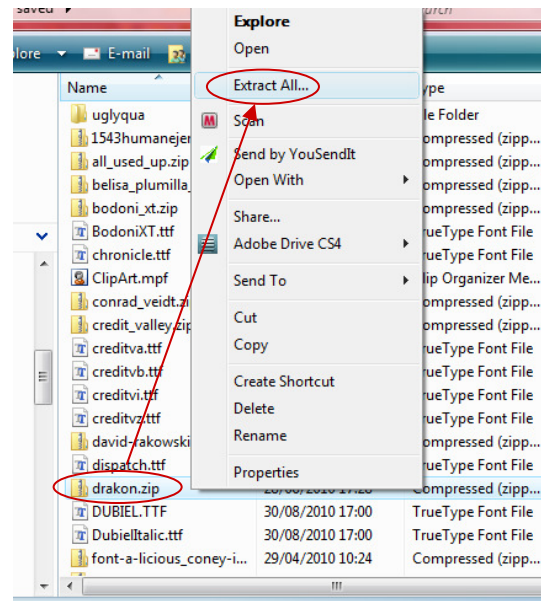 saved
plore E-mail
Name
uglyqua
1543humanejen
all_used_up.zip
belisa_plumilla_
bodoni_xt.zip
BodoniXT.ttf
chronicle.ttf
ClipArt.mpf
conrad_veidt.zi
credit_valley.zip
creditva.ttf
creditvb.ttf
creditvi.ttf
creditvz.ttf
david-rakowski
dispatch.ttf
drakon.zip
DUBIEL.TTF 30/08/2010 17:00 TrueType Font File
DubielItalic.ttf 30/08/2010 17:00 TrueType Font File
font-a-licious_coney-i... 29/04/2010 10:24 Compressed (zipp...
Explore
Open
Extract All...
Scan
Send by YouSendIt
Open With
Share...
Adobe Drive CS4
Send To
Cut
Copy
Create Shortcut
Delete
Rename
Properties
ype
le Folder
ompressed (zipp...
ompressed (zipp...
ompressed (zipp...
ompressed (zipp...
rueType Font File
rueType Font File
lip Organizer Me...
ompressed (zipp...
ompressed (zipp...
rueType Font File
rueType Font File
rueType Font File
rueType Font File
ompressed (zipp...
rueType Font File
Compressed (zipp...